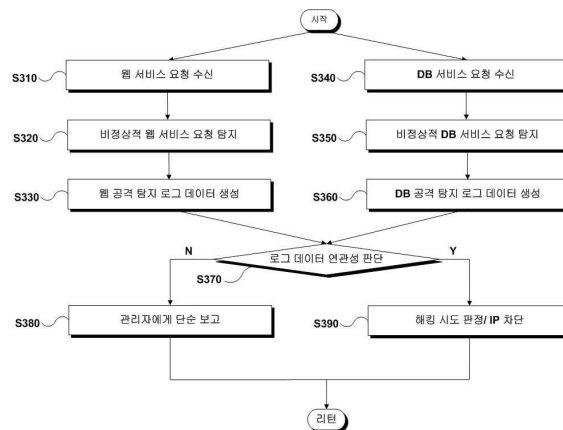 시작
S310
웹 서비스 요청 수신
S340
DB 서비스 요청 수신
S320
비정상적 웹 서비스 요청 탐지
S350
비정상적 DB 서비스 요청 탐지
S330
웹 공격 탐지 로그 데이터 생성
S360
DB 공격 탐지 로그 데이터 생성
N
로그 데이터 연관성 판단
Y
S370
S380
관리자에게 단순 보고
S390
해킹 시도 판정/ IP 차단
리턴